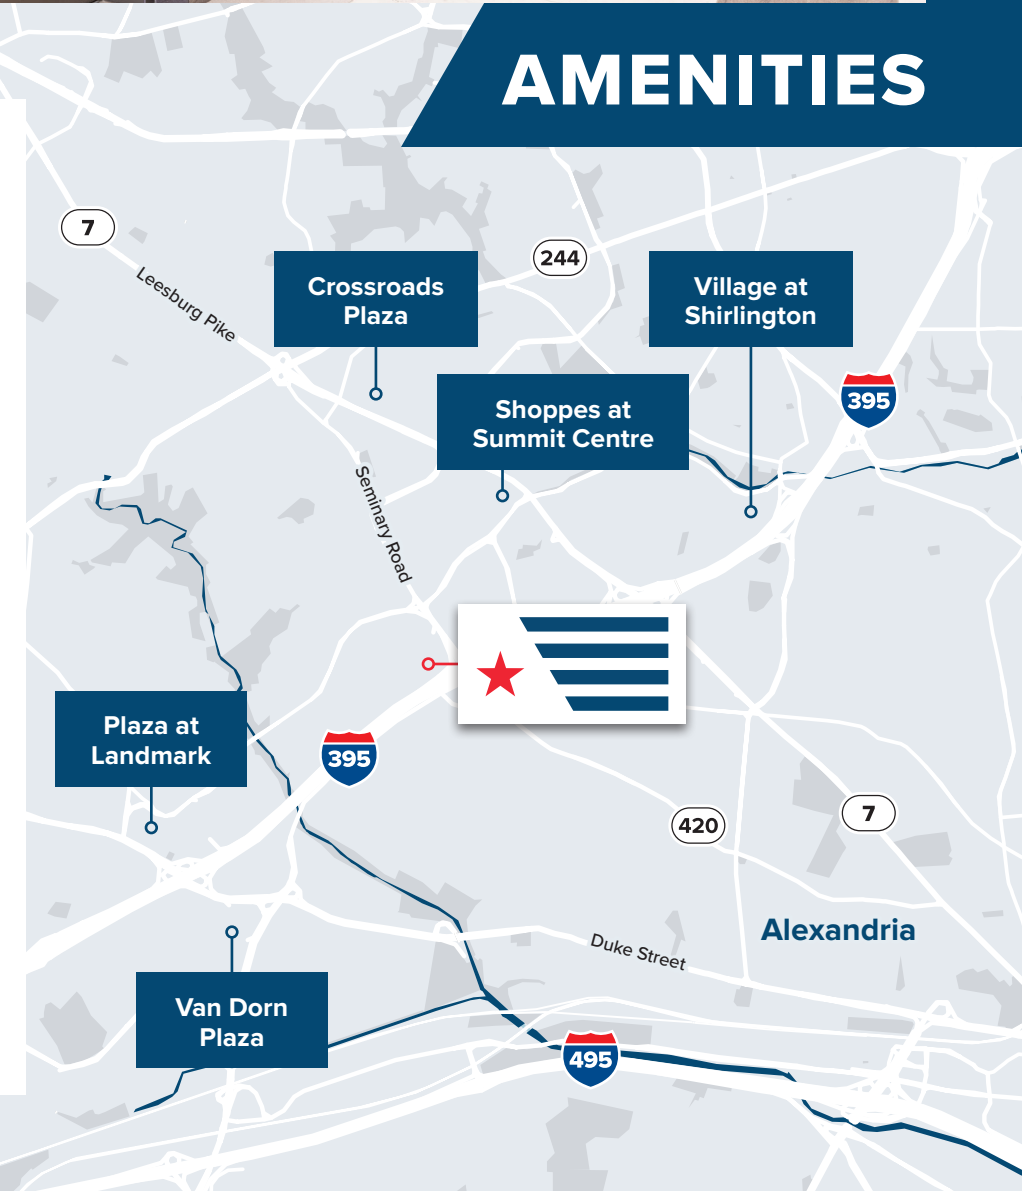 AMENITIES
7
Leesburg Pike
244
Crossroads
Plaza
Village at
Shirlington
395
Shoppes at
Summit Centre
Seminary Road
Plaza at
Landmark
395
420
7
Alexandria
Duke Street
Van Dorn
Plaza
495